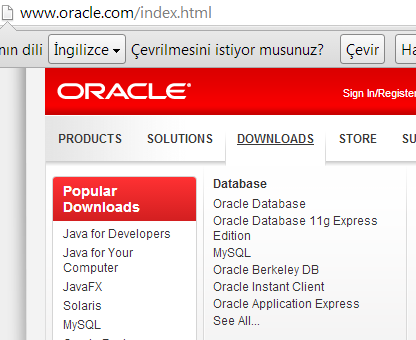 www.oracle.com/index.html
nın dili İngilizce Çevrilmesini istiyor musunuz? Çevir Ha
ORACLE
Sign In/Register
PRODUCTS SOLUTIONS DOWNLOADS STORE SU
Popular
Downloads
Java for Developers
Java for Your
Computer
JavaFX
Solaris
MySQL
Database
Oracle Database
Oracle Database 11g Express
Edition
MySQL
Oracle Berkeley DB
Oracle Instant Client
Oracle Application Express
See All...